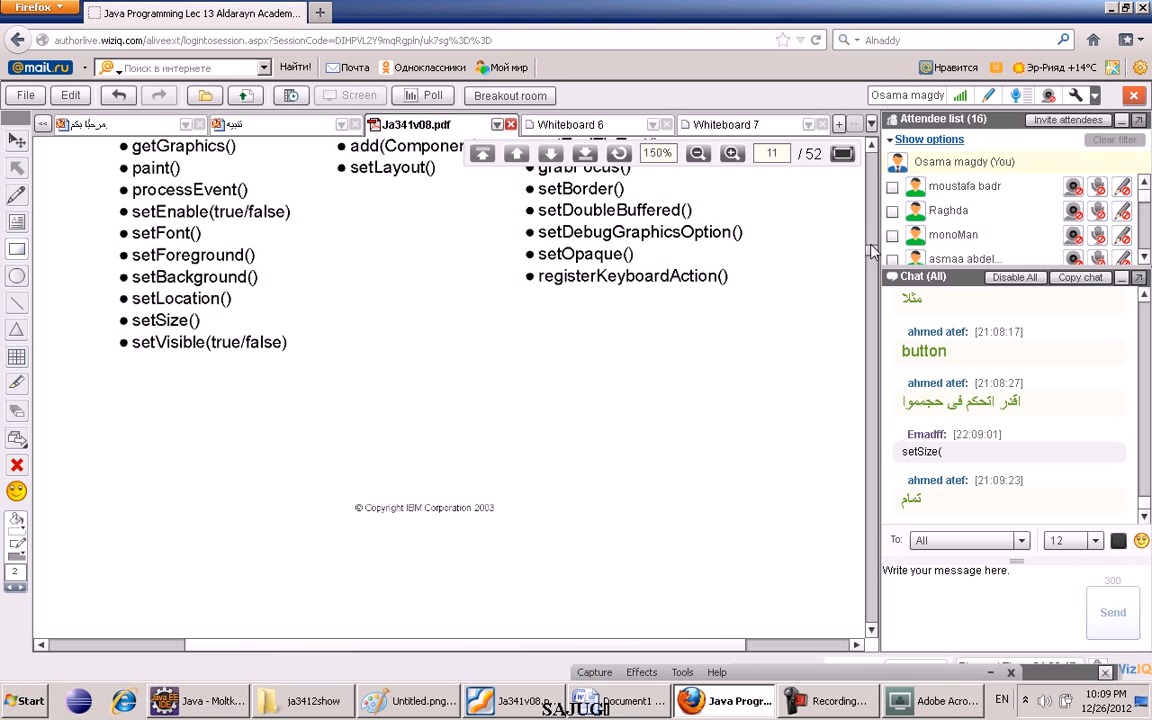 Firefox
Java Programming Lec 13 Aldarayn Academ...
authorlive.wiziq.com/aliveext/logintosession.aspx?SessionCode=DIHPVL2Y9mqRgpln/uk7sg%3D%3D
Alnaddy
@mail.ru
Поиск в интернете
Найти!
Почта
Одноклассники
Мой мир
Нравится
Эр-Рияд +14°C
File
Edit
Screen
Poll
Breakout room
Osama magdy
مرحبًا بكم.
تنبيه
Ja341v08.pdf
Whiteboard 6
Whiteboard 7
150%
11 / 52
getGraphics()
paint()
processEvent()
setEnable(true/false)
setFont()
setForeground()
setBackground()
setLocation()
setSize()
setVisible(true/false)
add(Componer
setLayout()
grabFocus()
setBorder()
setDoubleBuffered()
setDebugGraphicsOption()
setOpaque()
registerKeyboardAction()
© Copyright IBM Corporation 2003
2
Attendee list (16)
Invite attendees
Show options
Clear filter
Osama magdy (You)
moustafa badr
Raghda
monoMan
asmaa abdel...
Chat (All)
Disable All
Copy chat
مثلا
ahmed atef: [21:08:17]
button
ahmed atef: [21:08:27]
اقدر اتحكم فى حجمموا
Emadff: [22:09:01]
setSize(
ahmed atef: [21:09:23]
تمام
To:
All
12
Write your message here.
300
Send
Capture
Effects
Tools
Help
WizIQ
Start
Java - Moltk...
ja3412show
Untitled.png...
Ja341v08.p...
Document1 ...
Java Progr...
Recording...
Adobe Acro...
EN
10:09 PM
12/26/2012